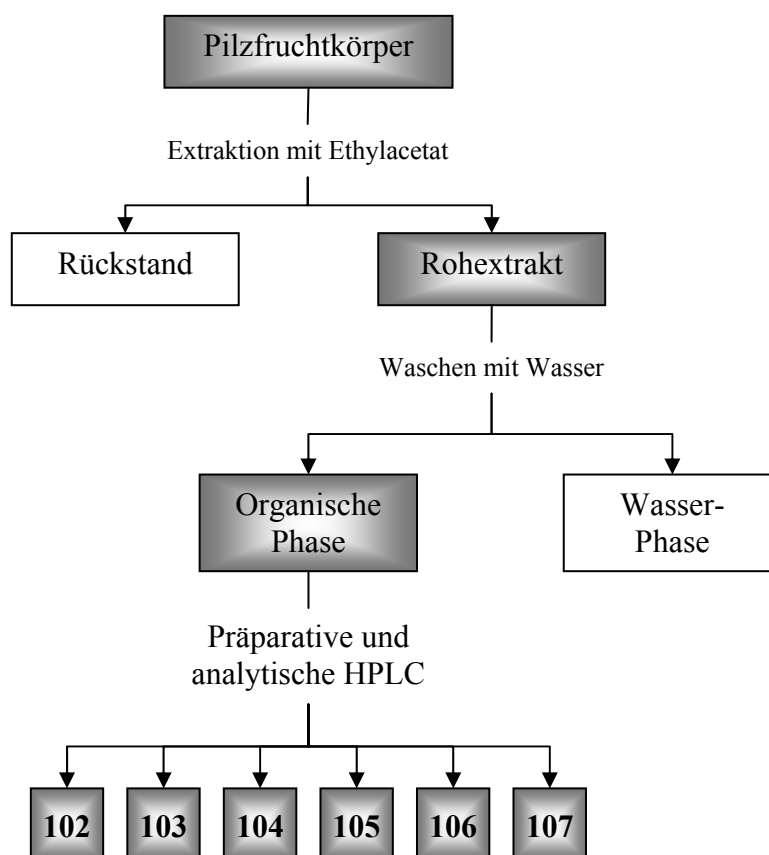 Pilzfruchtkörper
Extraktion mit Ethylacetat
Rückstand
Rohextrakt
Waschen mit Wasser
Organische
Phase
Wasser-
Phase
Präparative und
analytische HPLC
102
103
104
105
106
107